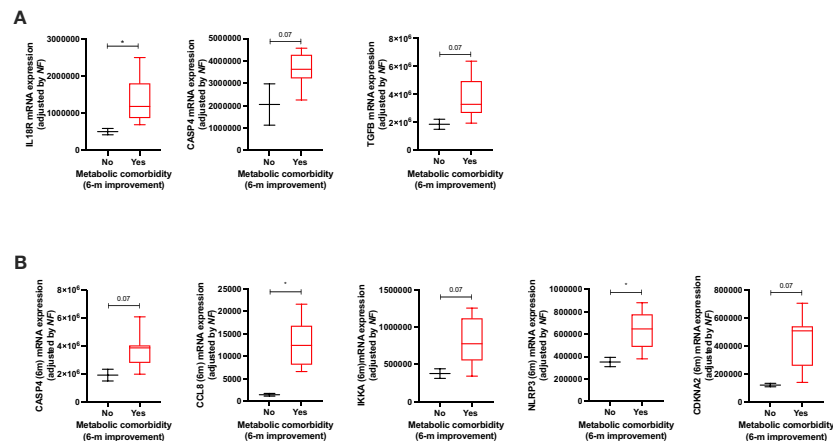 A
IL18R mRNA expression
(adjusted by NF)
3000000
2000000
1000000
0
*
No Yes
Metabolic comorbidity
(6-m improvement)
CASP4 mRNA expression
(adjusted by NF)
5000000
4000000
3000000
2000000
1000000
0
0.07
No Yes
Metabolic comorbidity
(6-m improvement)
TGFB mRNA expression
(adjusted by NF)
8×10⁶
6×10⁶
4×10⁶
2×10⁶
0
0.07
No Yes
Metabolic comorbidity
(6-m improvement)
B
CASP4 (6m) mRNA expression
(adjusted by NF)
8×10⁶
6×10⁶
4×10⁶
2×10⁶
0
0.07
No Yes
Metabolic comorbidity
(6-m improvement)
CCL8 (6m) mRNA expression
(adjusted by NF)
25000
20000
15000
10000
5000
0
*
No Yes
Metabolic comorbidity
(6-m improvement)
IKKA (6m)mRNA expression
(adjusted by NF)
1500000
1000000
500000
0
0.07
No Yes
Metabolic comorbidity
(6-m improvement)
NLRP3 (6m) mRNA expression
(adjusted by NF)
1000000
800000
600000
400000
200000
0
*
No Yes
Metabolic comorbidity
(6-m improvement)
CDKNA2 (6m) mRNA expression
(adjusted by NF)
800000
600000
400000
200000
0
0.07
No Yes
Metabolic comorbidity
(6-m improvement)